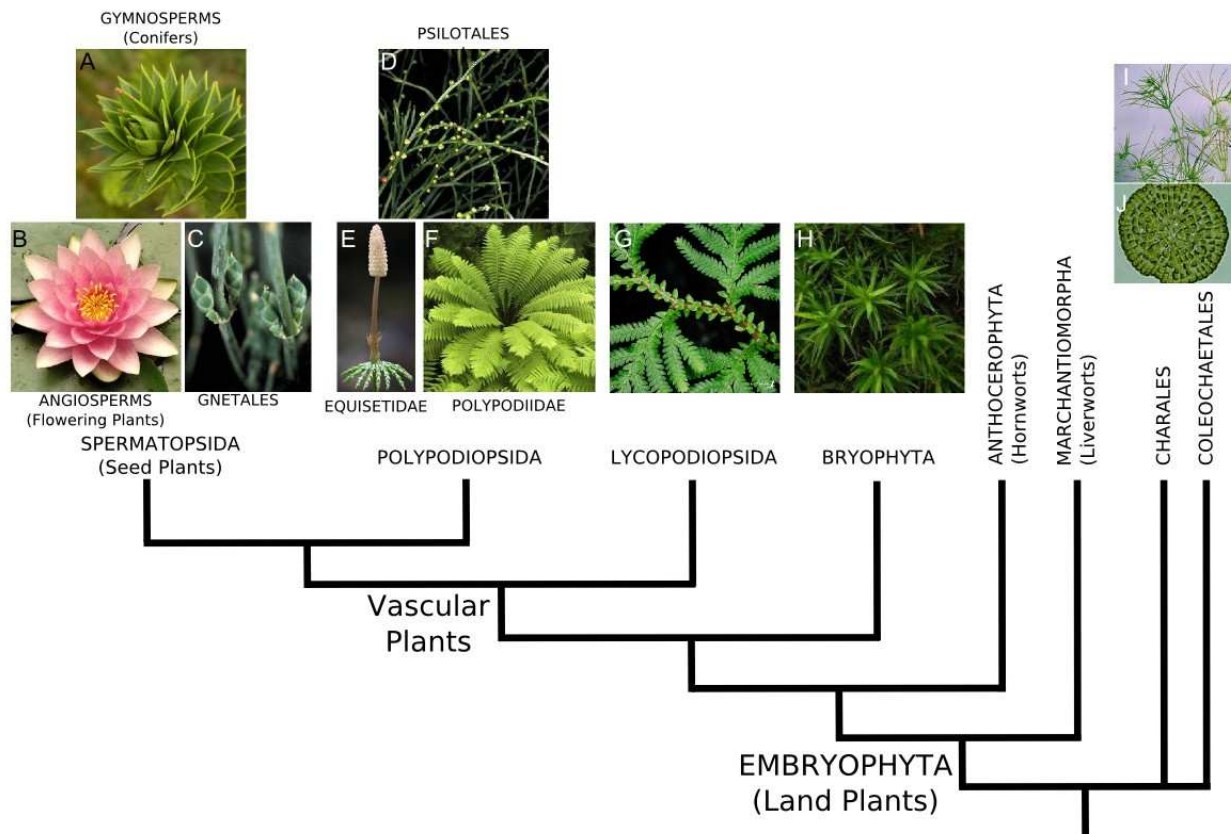 GYMNOSPERMS
(Conifers)
A
PSILOTALES
D
I
J
B
C
E
F
G
H
ANGIOSPERMS
(Flowering Plants)
GNETALES
EQUISETIDAE
POLYPODIIDAE
SPERMATOPSIDA
(Seed Plants)
POLYPODIOPSIDA
LYCOPODIOPSIDA
BRYOPHYTA
ANTHOCEROPHYTA
(Hornworts)
MARCHANTIOMORPHA
(Liverworts)
CHARALES
COLEOCHAETALES
Vascular
Plants
EMBRYOPHYTA
(Land Plants)